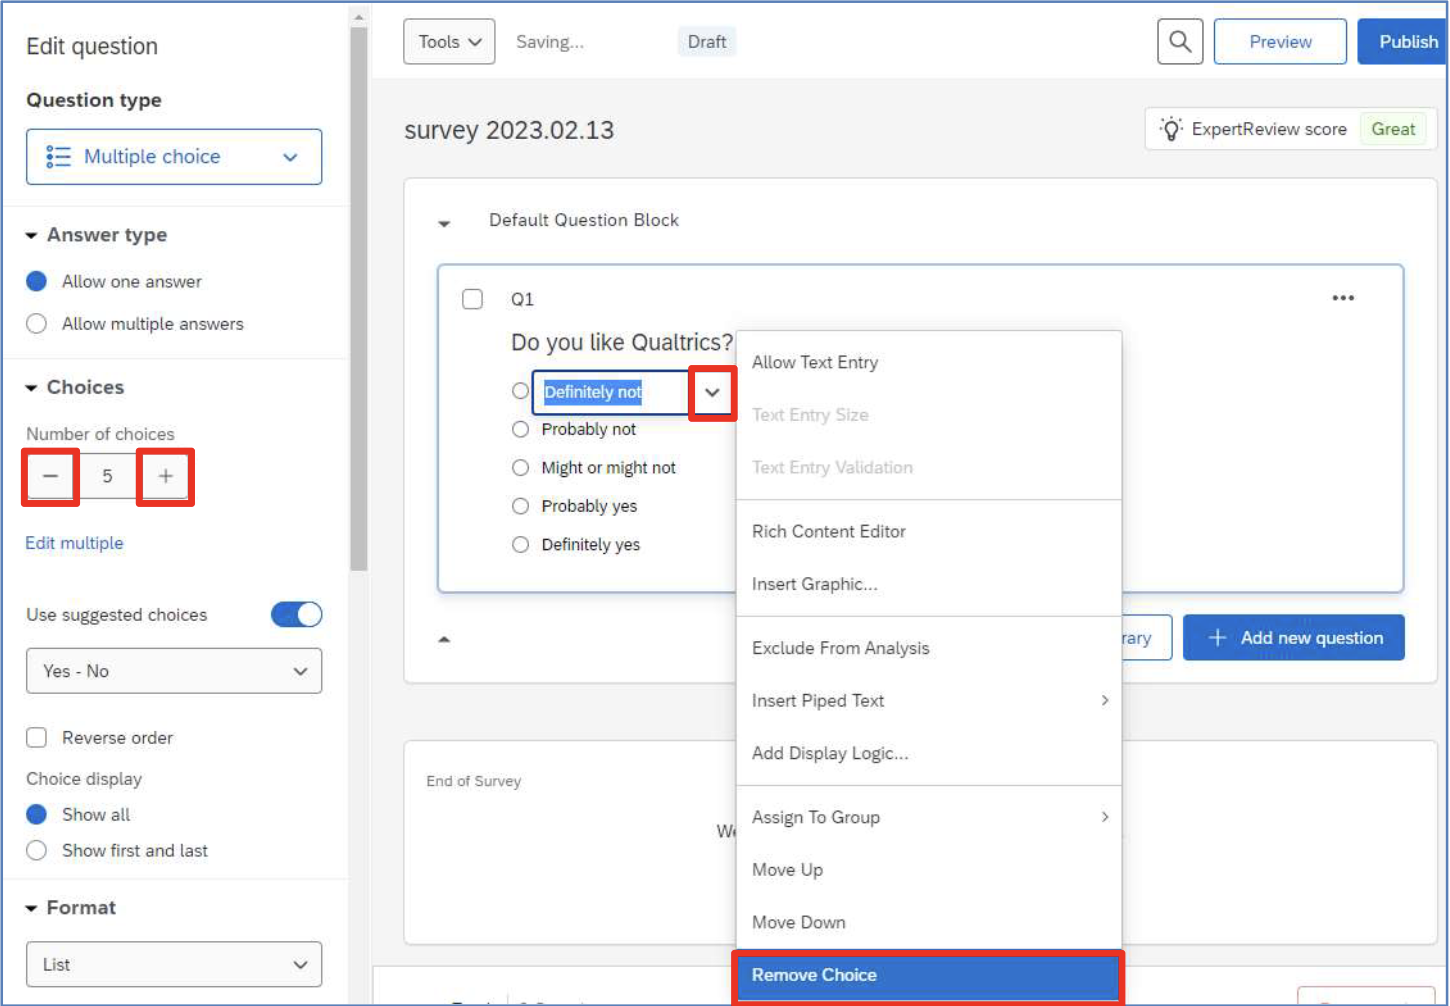 Edit question
Question type
Multiple choice
Answer type
Allow one answer
Allow multiple answers
Choices
Number of choices
5
Edit multiple
Use suggested choices
Yes - No
Reverse order
Choice display
Show all
Show first and last
Format
List
Tools
Saving...
Draft
Preview
Publish
survey 2023.02.13
ExpertReview score
Great
Default Question Block
Q1
Do you like Qualtrics?
Definitely not
Probably not
Might or might not
Probably yes
Definitely yes
Allow Text Entry
Text Entry Size
Text Entry Validation
Rich Content Editor
Insert Graphic...
Exclude From Analysis
Insert Piped Text
Add Display Logic...
Assign To Group
Move Up
Move Down
Remove Choice
rary
Add new question
End of Survey
We